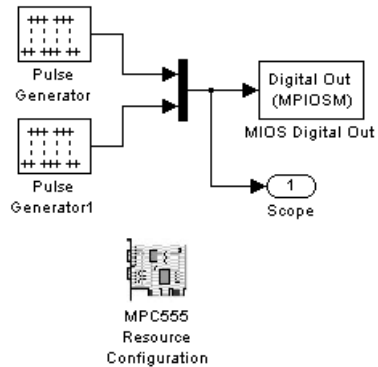 Pulse
Generator
Pulse
Generator1
Digital Out
(MPIOSM)
MIOS Digital Out
1
Scope
MPC555
Resource
Configuration